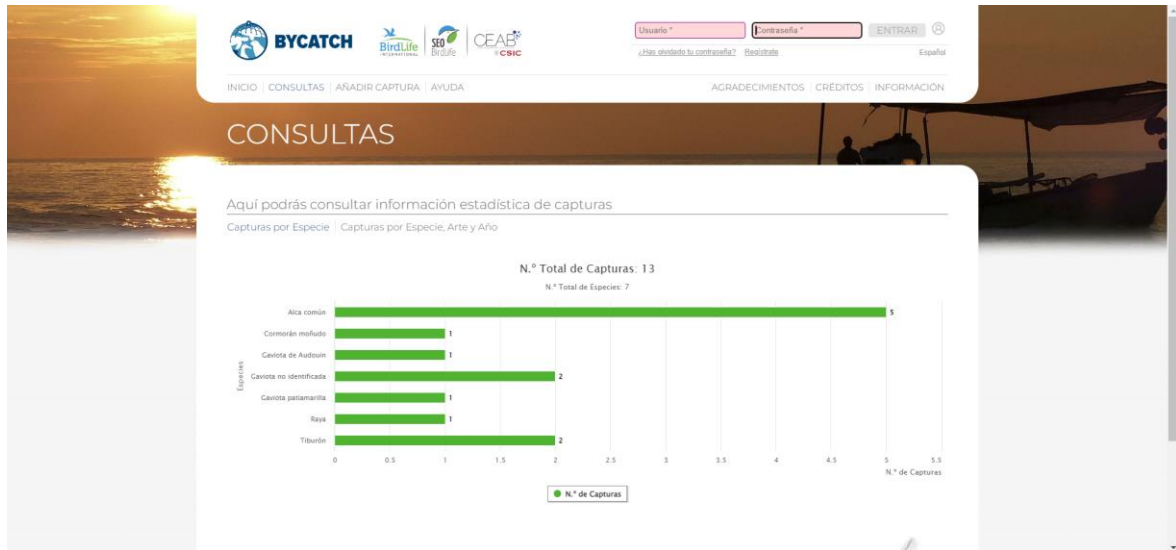 BYCATCH
BirdLife
INTERNATIONAL
SEO
BirdLife
CEAB
CSIC
Usuario *
Contraseña *
ENTRAR
¿Has olvidado tu contraseña? Regístrate
Español
INICIO | CONSULTAS | AÑADIR CAPTURA | AYUDA
AGRADECIMIENTOS | CRÉDITOS | INFORMACIÓN
CONSULTAS
Aquí podrás consultar información estadística de capturas
Capturas por Especie | Capturas por Especie, Arte y Año
N.º Total de Capturas: 13
N.º Total de Especies: 7
Especies
Alca común 5
Cormorán moñudo 1
Gaviota de Audouin 1
Gaviota no identificada 2
Gaviota patiamarilla 1
Raya 1
Tiburón 2
0 0.5 1 1.5 2 2.5 3 3.5 4 4.5 5 5.5
N.º de Capturas
N.º de Capturas